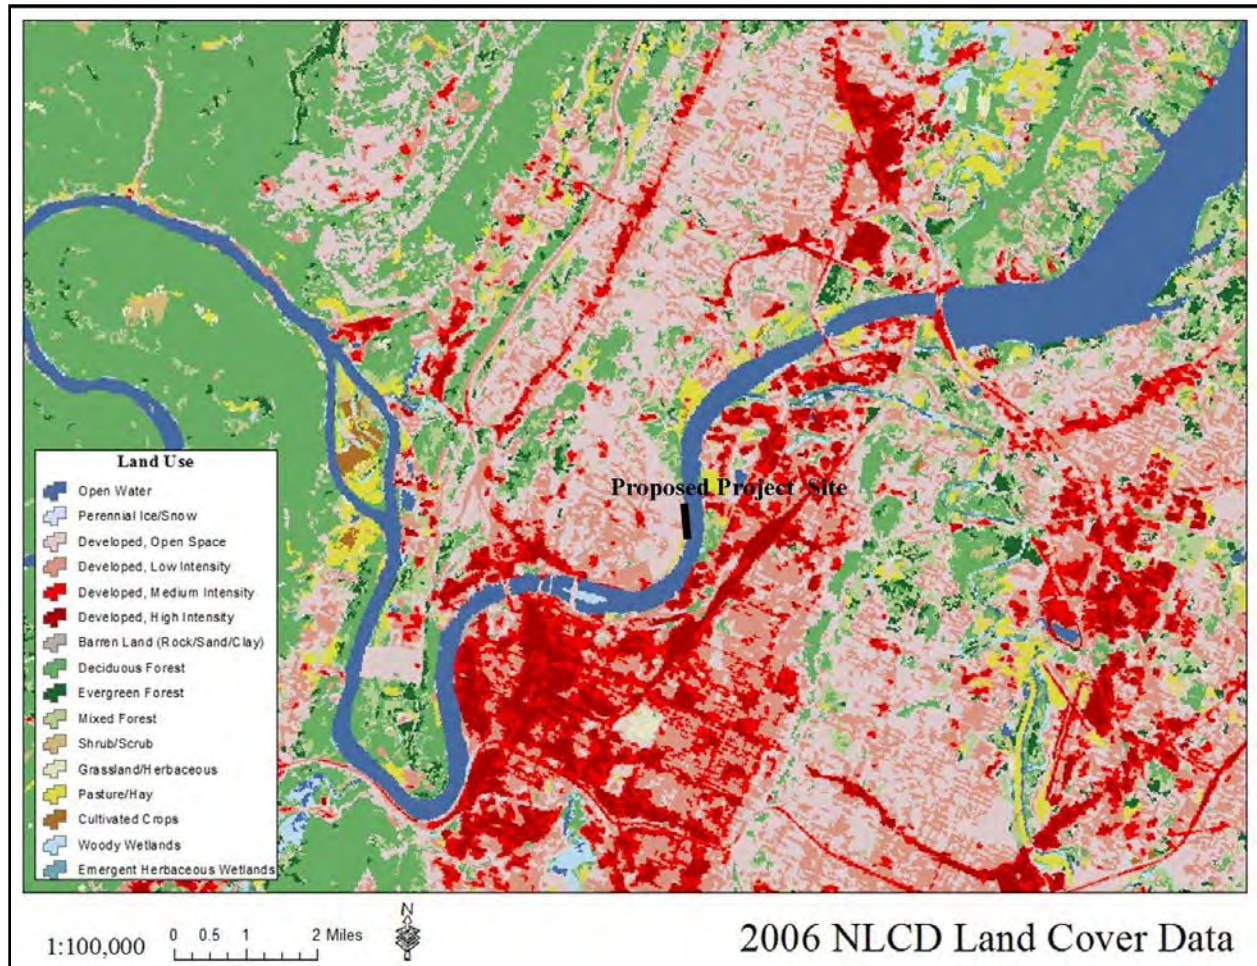 Proposed Project Site
Land Use
Open Water
Perennial Ice/Snow
Developed, Open Space
Developed, Low Intensity
Developed, Medium Intensity
Developed, High Intensity
Barren Land (Rock/Sand/Clay)
Deciduous Forest
Evergreen Forest
Mixed Forest
Shrub/Scrub
Grassland/Herbaceous
Pasture/Hay
Cultivated Crops
Woody Wetlands
Emergent Herbaceous Wetlands
1:100,000
0 0.5 1 2 Miles
N
2006 NLCD Land Cover Data